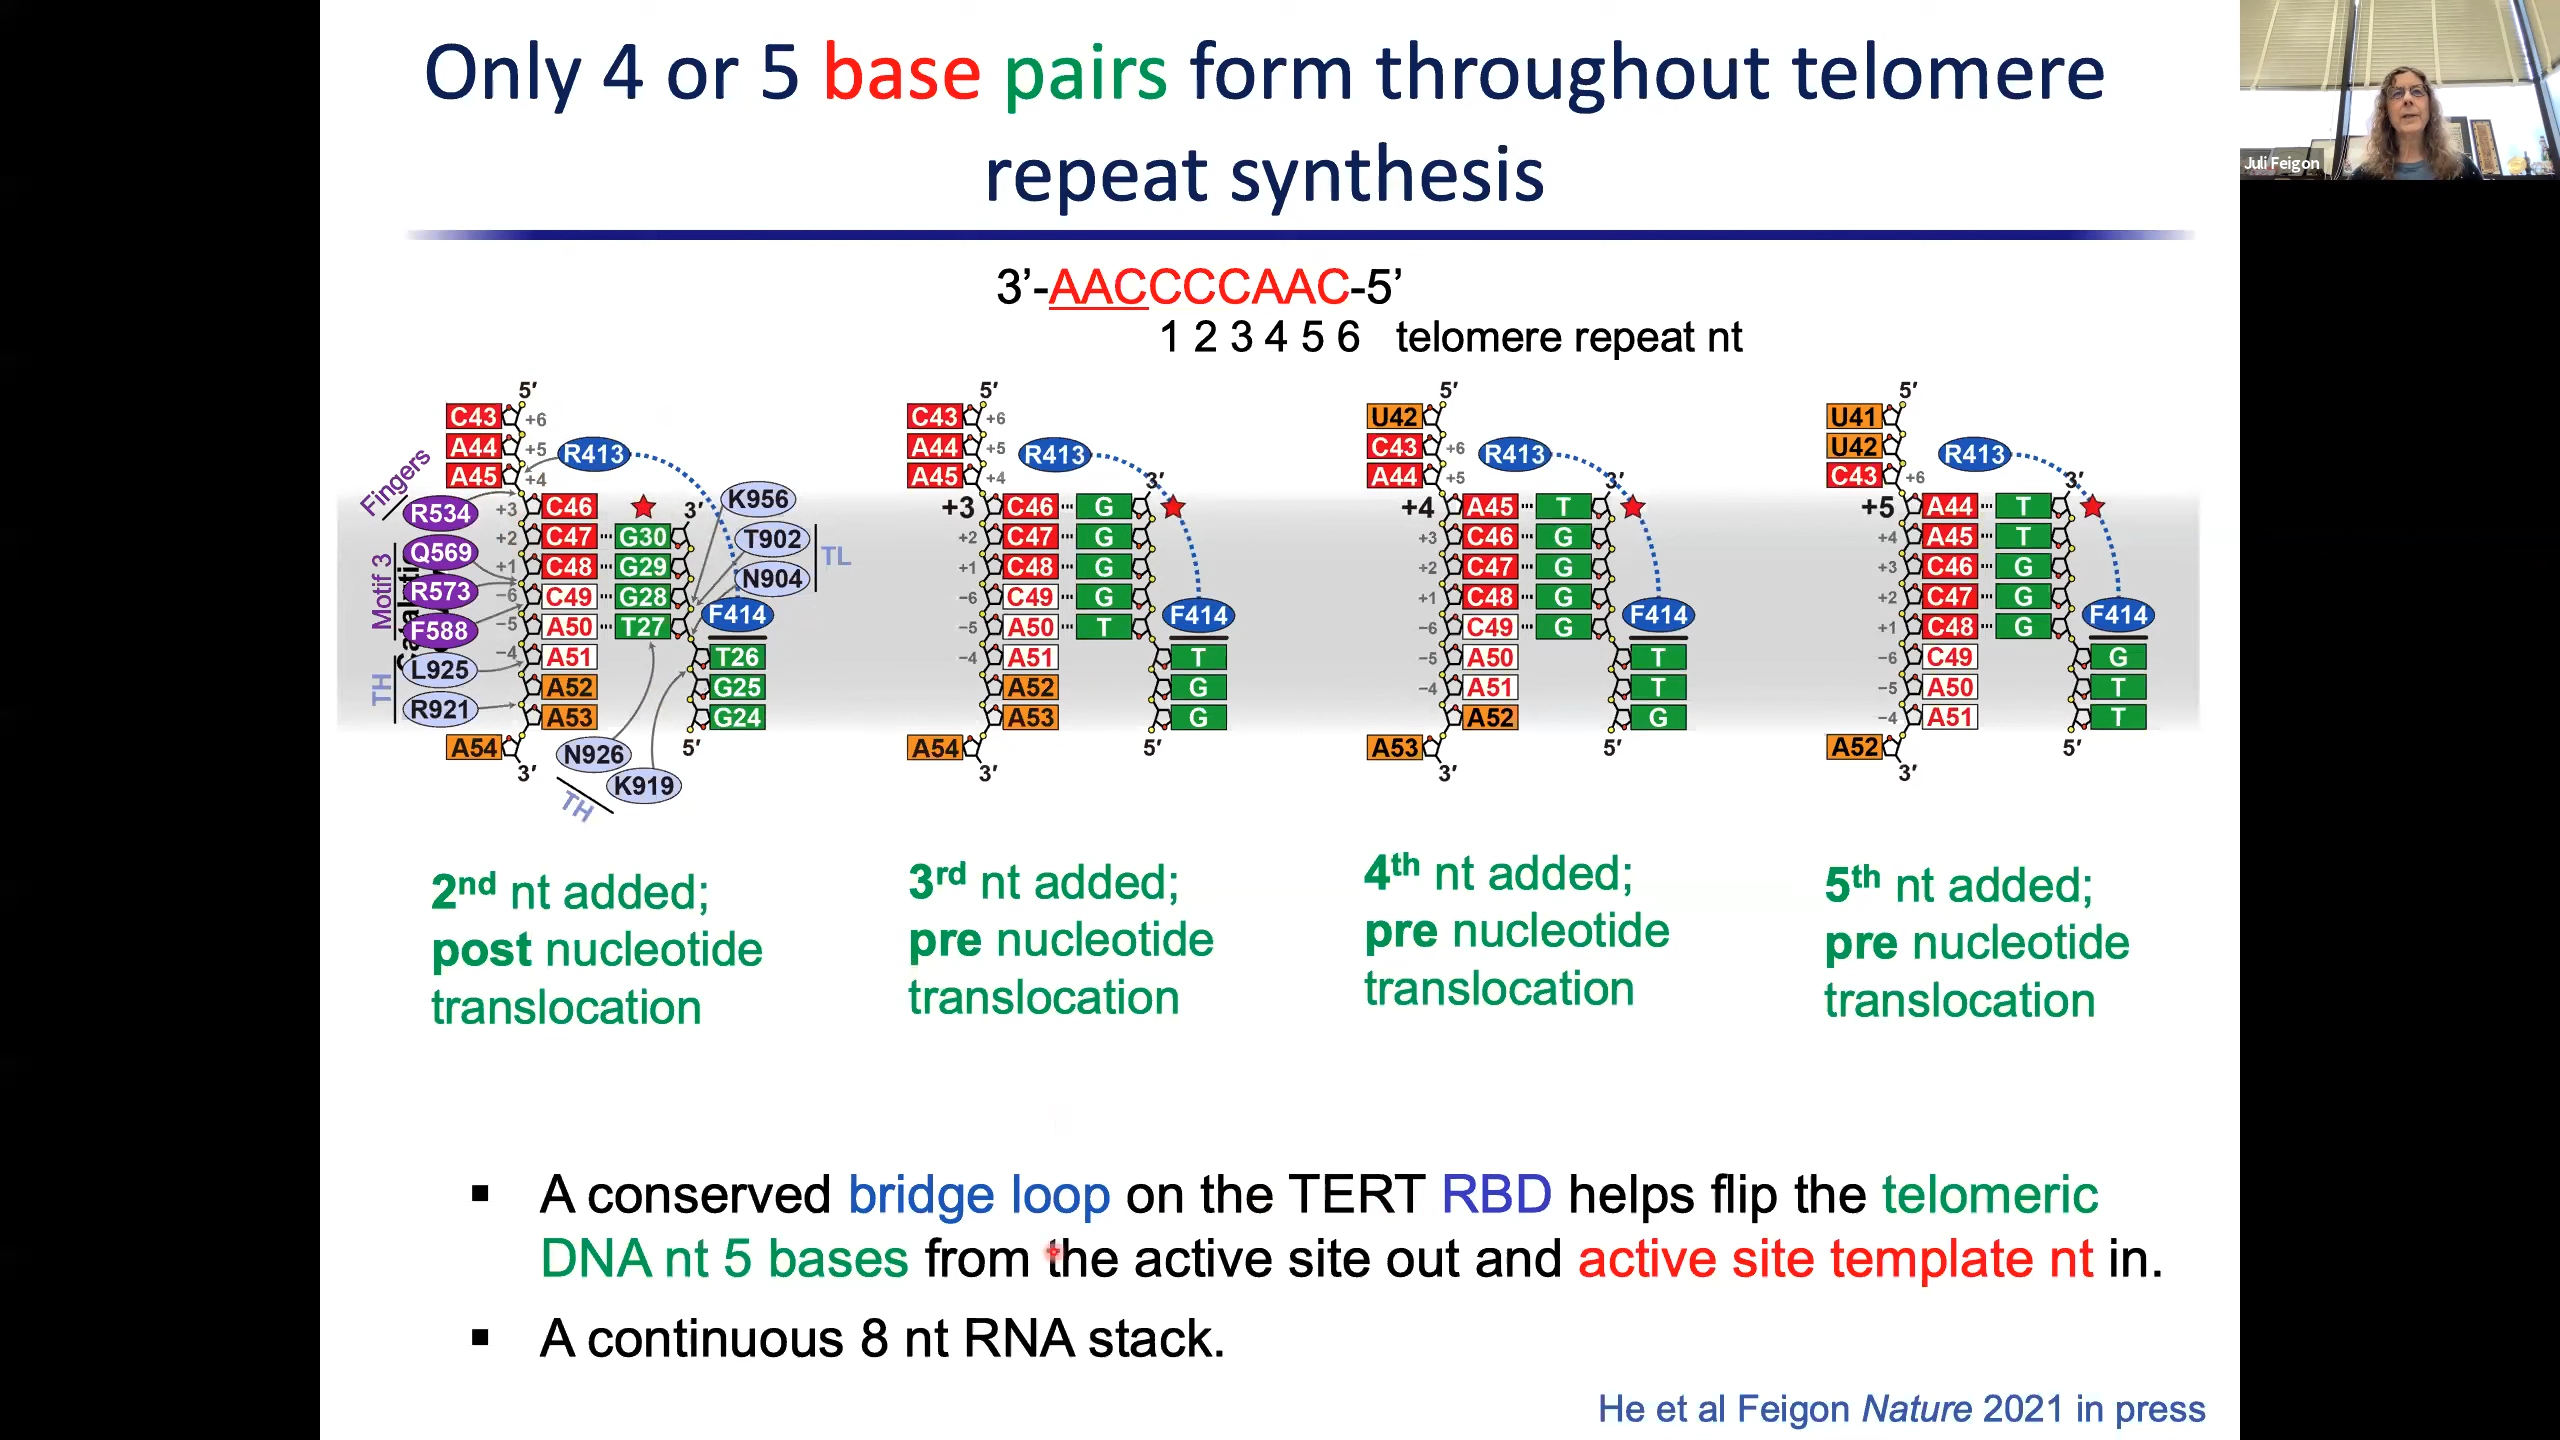 Only 4 or 5 base pairs form throughout telomere
repeat synthesis
Juli Feigon
3’-AACCCCAAC-5’
1 2 3 4 5 6 telomere repeat nt
5′
C43 +6
A44 +5 R413
A45 +4
Fingers
R534 +3 C46 3′ K956
Q569 +2 C47 G30 T902 TL
Motif 3
R573 +1 C48 G29 N904
−6 C49 G28 F414
F588 −5 A50 T27
L925 −4 A51 T26
TH
A52 G25
R921 A53 G24
A54 3′ N926 5′
K919
TH
5′
C43 +6
A44 +5 R413
A45 +4 3′
+3 C46 G
+2 C47 G
+1 C48 G
−6 C49 G F414
−5 A50 T
−4 A51 T
A52 G
A53 G
A54 5′
3′
5′
U42
C43 +6 R413
A44 +5 3′
+4 A45 T
+3 C46 G
+2 C47 G
+1 C48 G F414
−6 C49 G
−5 A50 T
−4 A51 T
A52 G
A53 5′
3′
5′
U41
U42 R413
C43 +6 3′
+5 A44 T
+4 A45 T
+3 C46 G
+2 C47 G F414
+1 C48 G
−6 C49 G
−5 A50 T
−4 A51 T
A52 5′
3′
2nd nt added;
post nucleotide
translocation
3rd nt added;
pre nucleotide
translocation
4th nt added;
pre nucleotide
translocation
5th nt added;
pre nucleotide
translocation
▪ A conserved bridge loop on the TERT RBD helps flip the telomeric
DNA nt 5 bases from the active site out and active site template nt in.
▪ A continuous 8 nt RNA stack.
He et al Feigon Nature 2021 in press